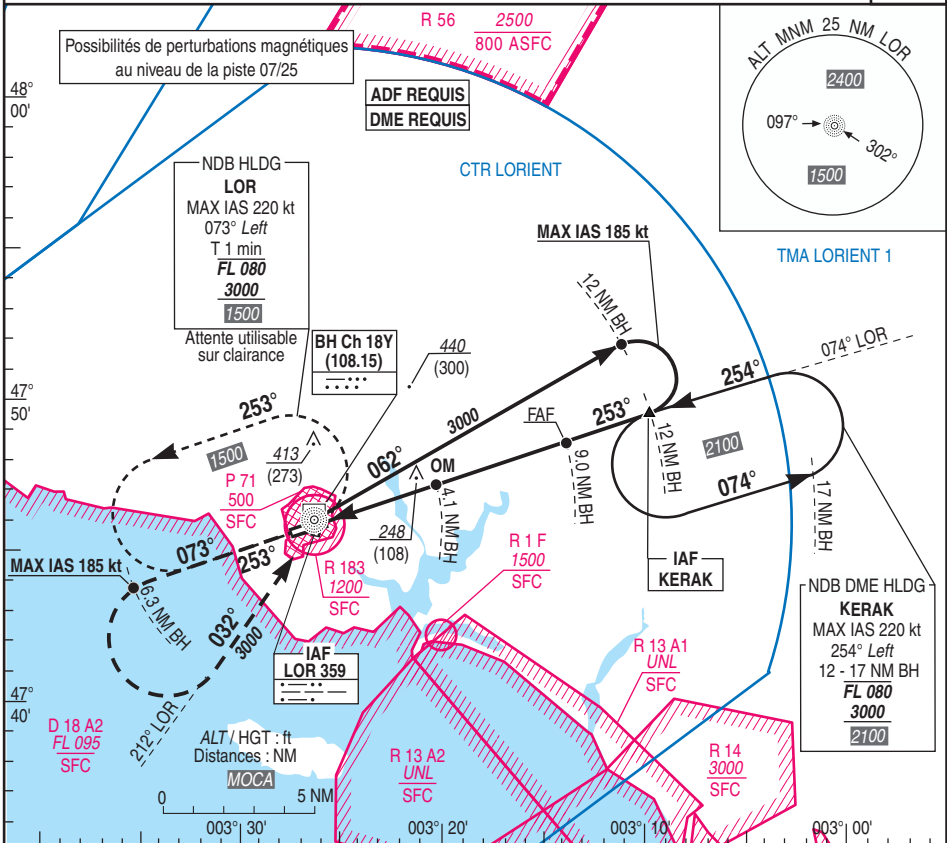 R 56
2500
800 ASFC
Possibilités de perturbations magnétiques
au niveau de la piste 07/25
ALT MNM 25 NM LOR
2400
097°
302°
1500
48°
00'
ADF REQUIS
DME REQUIS
NDB HLDG
LOR
MAX IAS 220 kt
073° Left
T 1 min
FL 080
3000
1500
Attente utilisable
sur clairance
CTR LORIENT
MAX IAS 185 kt
TMA LORIENT 1
12 NM BH
BH Ch 18Y
(108.15)
440
(300)
074° LOR
254°
47°
50'
253°
1500
413
(273)
3000
062°
FAF
253°
12 NM BH
2100
074°
17 NM BH
9.0 NM BH
OM
4.1 NM BH
P 71
500
SFC
248
(108)
R 1 F
1500
SFC
073°
253°
MAX IAS 185 kt
6.3 NM BH
R 183
1200
SFC
032°
3000
IAF
KERAK
NDB DME HLDG
KERAK
MAX IAS 220 kt
254° Left
12 - 17 NM BH
FL 080
3000
2100
IAF
LOR 359
R 13 A1
UNL
SFC
47°
40'
D 18 A2
FL 095
SFC
212° LOR
ALT / HGT : ft
Distances : NM
MOCA
0
5 NM
R 13 A2
UNL
SFC
R 14
3000
SFC
003° 30'
003° 20'
003° 10'
003° 00'